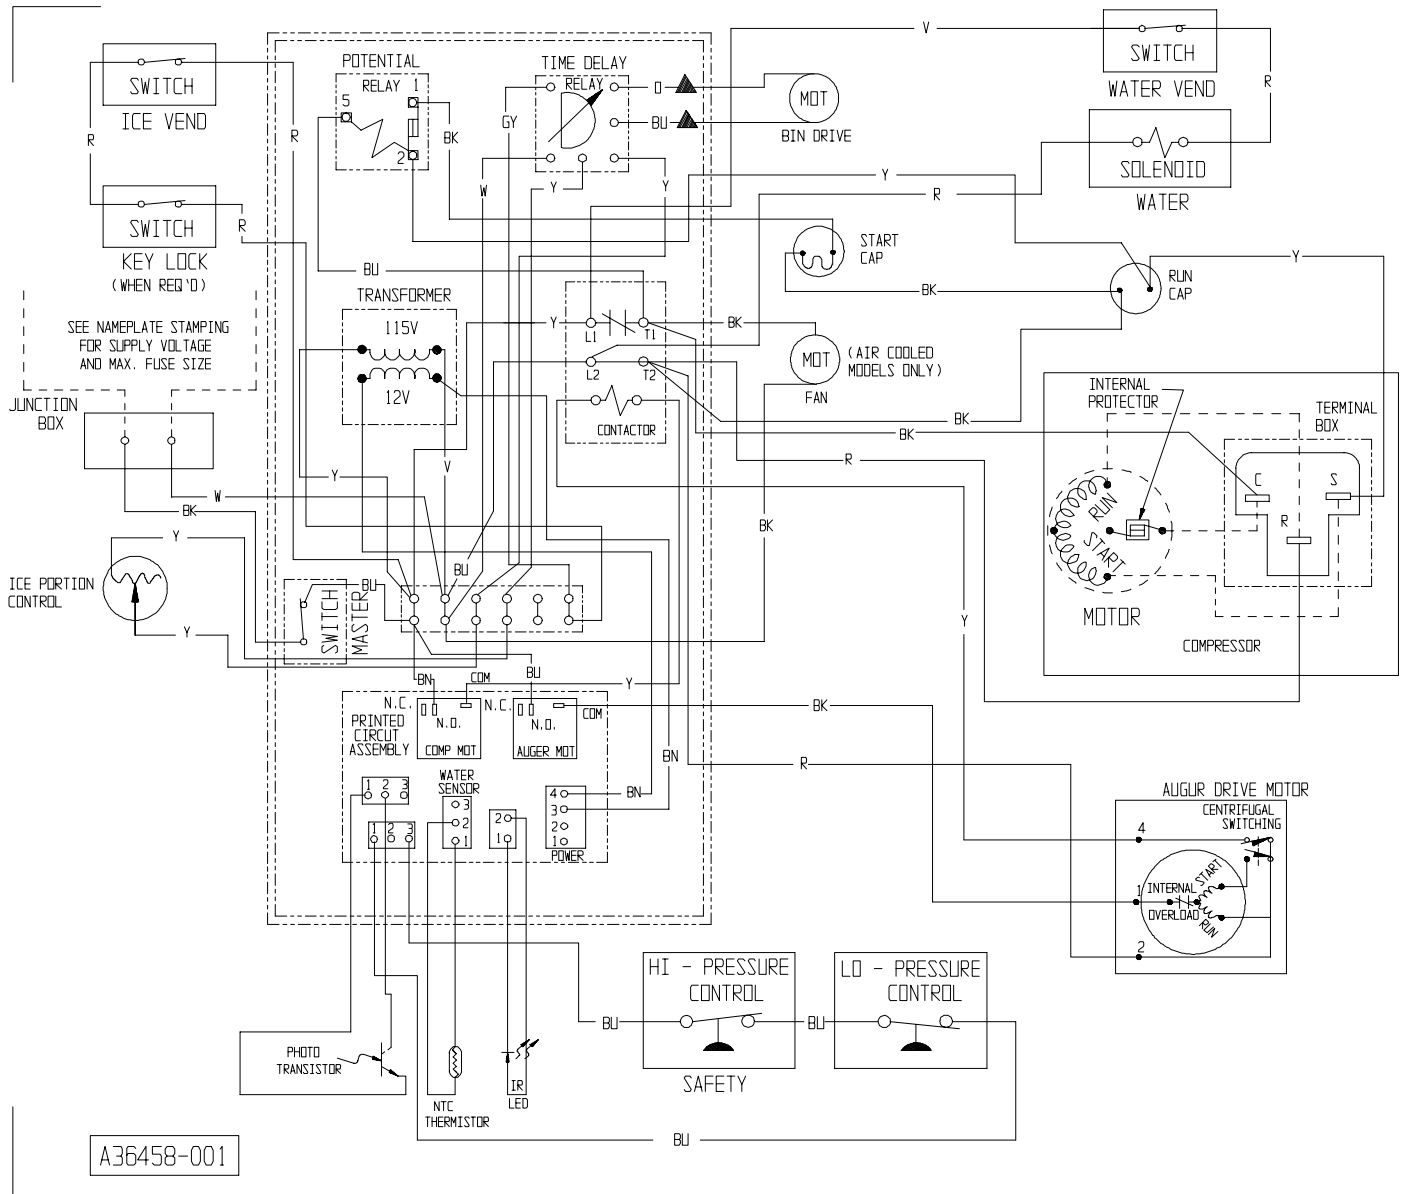 SWITCH
ICE VEND
R
R
SWITCH
KEY LOCK
(WHEN REQ'D)
R
SEE NAMEPLATE STAMPING
FOR SUPPLY VOLTAGE
AND MAX. FUSE SIZE
JUNCTION
BOX
W
BK
Y
ICE PORTION
CONTROL
Y
POTENTIAL
RELAY
1
5
2
BK
BU
TIME DELAY
RELAY
GY
W
Y
Y
O
BU
MOT
BIN DRIVE
V
SWITCH
WATER VEND
R
SOLENOID
WATER
Y
R
START
CAP
BK
RUN
CAP
Y
TRANSFORMER
115V
12V
Y
V
Y
L1
T1
L2
T2
CONTACTOR
BK
MOT
(AIR COOLED
MODELS ONLY)
FAN
BK
BK
R
BK
Y
INTERNAL
PROTECTOR
TERMINAL
BOX
C
S
R
RUN
START
MOTOR
COMPRESSOR
SWITCH
MASTER
BU
BU
BN
COM
BU
Y
N.C.
N.O.
COMP MOT
N.C.
N.O.
AUGER MOT
COM
PRINTED
CIRCUT
ASSEMBLY
BK
BN
BN
R
1 2 3
1 2 3
WATER
SENSOR
3
2
1
2
1
4
3
2
1
POWER
AUGUR DRIVE MOTOR
CENTRIFUGAL
SWITCHING
4
1
2
INTERNAL
OVERLOAD
START
RUN
HI - PRESSURE
CONTROL
SAFETY
LO - PRESSURE
CONTROL
BU
BU
BU
PHOTO
TRANSISTOR
NTC
THERMISTOR
IR
LED
A36458-001